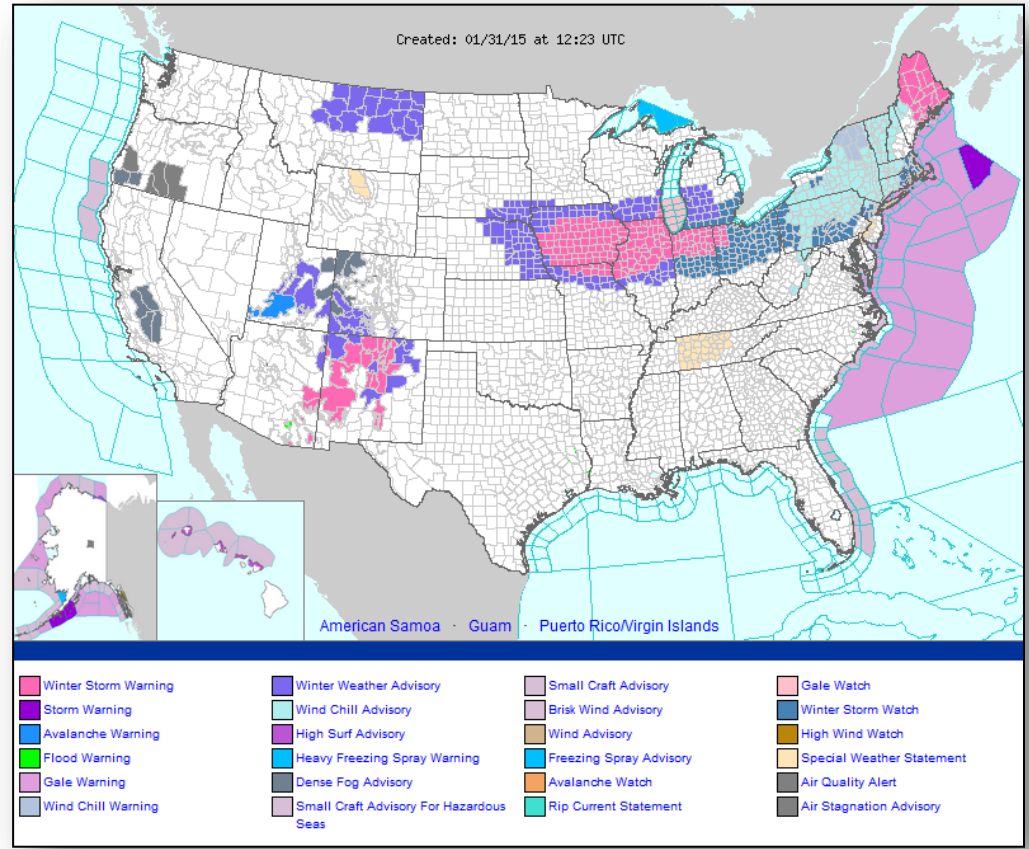 Created: 01/31/15 at 12:23 UTC
American Samoa · Guam · Puerto Rico/Virgin Islands
Winter Storm Warning
Winter Weather Advisory
Small Craft Advisory
Gale Watch
Storm Warning
Wind Chill Advisory
Brisk Wind Advisory
Winter Storm Watch
Avalanche Warning
High Surf Advisory
Wind Advisory
High Wind Watch
Flood Warning
Heavy Freezing Spray Warning
Freezing Spray Advisory
Special Weather Statement
Gale Warning
Dense Fog Advisory
Avalanche Watch
Air Quality Alert
Wind Chill Warning
Small Craft Advisory For Hazardous
Seas
Rip Current Statement
Air Stagnation Advisory